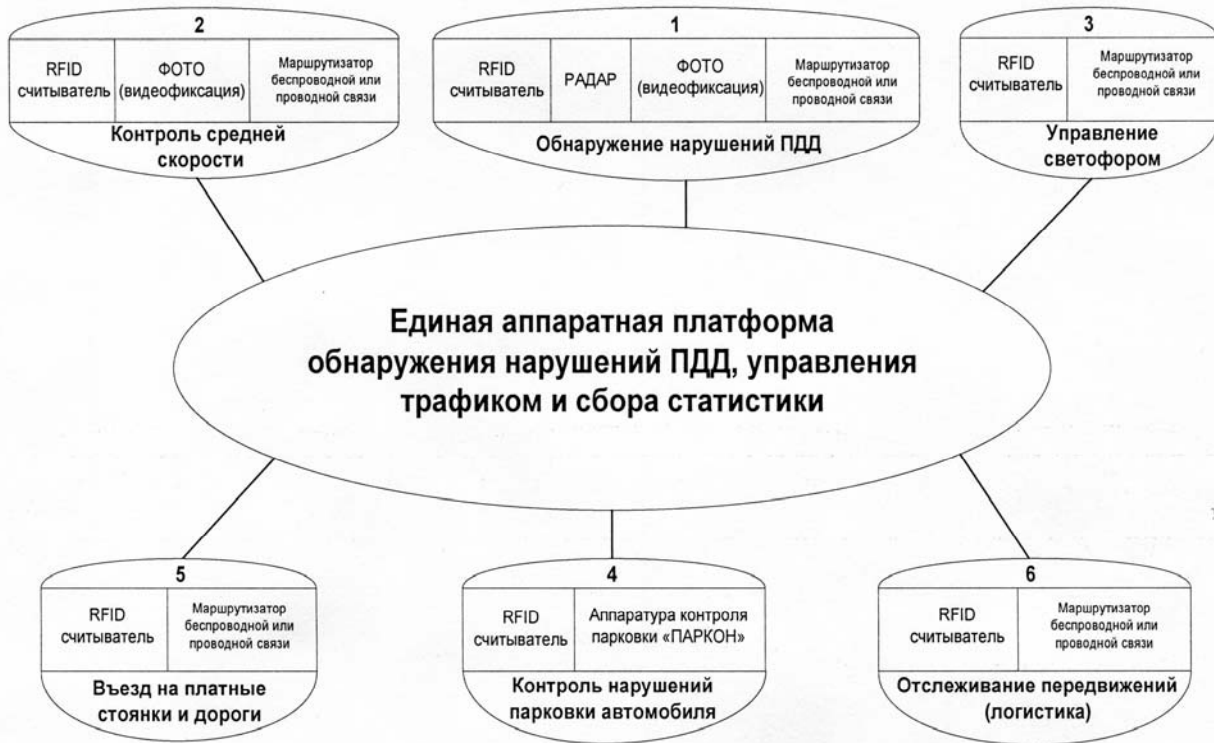 2
RFID
считыватель
ФОТО
(видеофиксация)
Маршрутизатор
беспроводной или
проводной связи
Контроль средней
скорости
1
RFID
считыватель
РАДАР
ФОТО
(видеофиксация)
Маршрутизатор
беспроводной или
проводной связи
Обнаружение нарушений ПДД
3
RFID
считыватель
Маршрутизатор
беспроводной или
проводной связи
Управление
светофором
Единая аппаратная платформа
обнаружения нарушений ПДД, управления
трафиком и сбора статистики
5
RFID
считыватель
Маршрутизатор
беспроводной или
проводной связи
Въезд на платные
стоянки и дороги
4
RFID
считыватель
Аппаратура контроля
парковки «ПАРКОН»
Контроль нарушений
парковки автомобиля
6
RFID
считыватель
Маршрутизатор
беспроводной или
проводной связи
Отслеживание передвижений
(логистика)